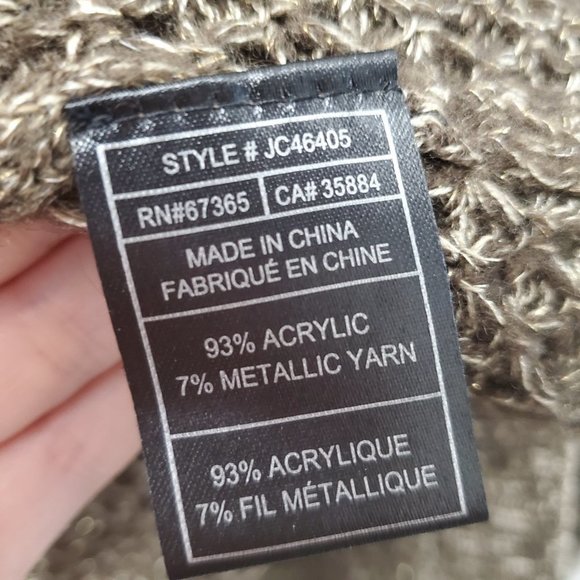 STYLE # JC46405
RN#67365 CA# 35884
MADE IN CHINA
FABRIQUÉ EN CHINE
93% ACRYLIC
7% METALLIC YARN
93% ACRYLIQUE
7% FIL MÉTALLIQUE